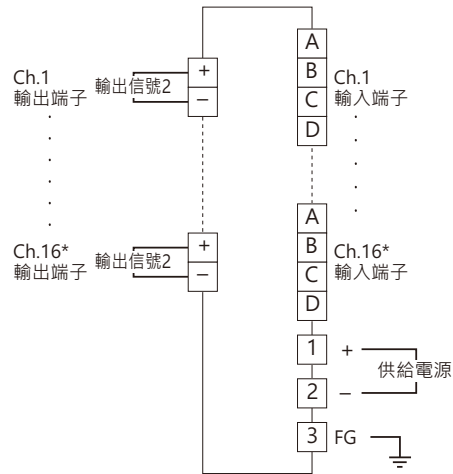 Ch.1
輸出端子
輸出信號2
+
−
A
B
C
D
Ch.1
輸入端子
Ch.16*
輸出端子
輸出信號2
+
−
A
B
C
D
Ch.16*
輸入端子
1 +
2 −
供給電源
3 FG